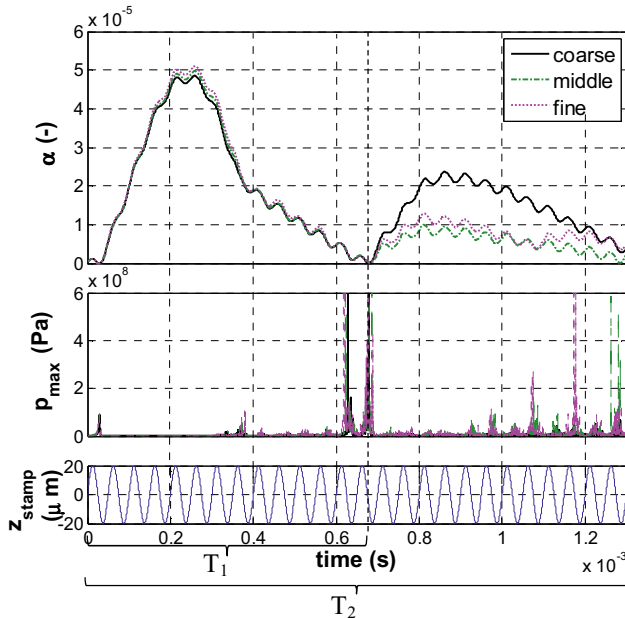 x 10⁻⁵
6
5
4
3
2
1
0
α (-)
coarse
middle
fine
x 10⁸
6
4
2
0
p_max (Pa)
20
0
-20
z_stamp (μ m)
0 0.2 0.4 0.6 0.8 1 1.2
time (s)
x 10⁻³
T₁
T₂